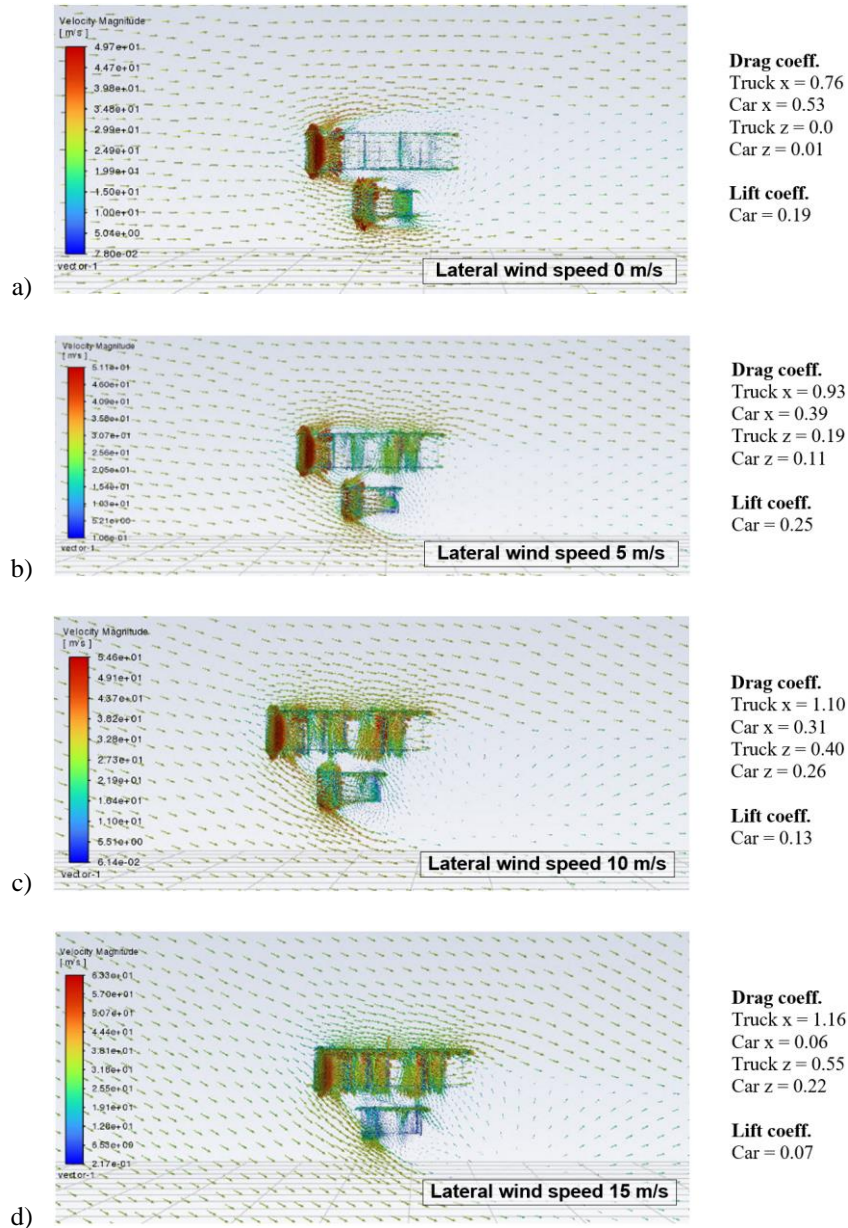 Velocity Magnitude
[ m/s ]
4.97e+01
4.47e+01
3.98e+01
3.48e+01
2.99e+01
2.49e+01
1.99e+01
1.50e+01
1.00e+01
5.04e+00
7.80e-02
vector-1
Lateral wind speed 0 m/s
Drag coeff.
Truck x = 0.76
Car x = 0.53
Truck z = 0.0
Car z = 0.01
Lift coeff.
Car = 0.19
a)
Velocity Magnitude
[ m/s ]
5.11e+01
4.60e+01
4.09e+01
3.58e+01
3.07e+01
2.56e+01
2.05e+01
1.54e+01
1.03e+01
5.21e+00
1.06e-01
vector-1
Lateral wind speed 5 m/s
Drag coeff.
Truck x = 0.93
Car x = 0.39
Truck z = 0.19
Car z = 0.11
Lift coeff.
Car = 0.25
b)
Velocity Magnitude
[ m/s ]
5.46e+01
4.91e+01
4.37e+01
3.82e+01
3.28e+01
2.73e+01
2.19e+01
1.64e+01
1.10e+01
5.51e+00
6.14e-02
vector-1
Lateral wind speed 10 m/s
Drag coeff.
Truck x = 1.10
Car x = 0.31
Truck z = 0.40
Car z = 0.26
Lift coeff.
Car = 0.13
c)
Velocity Magnitude
[ m/s ]
6.33e+01
5.70e+01
5.07e+01
4.44e+01
3.81e+01
3.18e+01
2.55e+01
1.91e+01
1.28e+01
6.53e+00
2.17e-01
vector-1
Lateral wind speed 15 m/s
Drag coeff.
Truck x = 1.16
Car x = 0.06
Truck z = 0.55
Car z = 0.22
Lift coeff.
Car = 0.07
d)